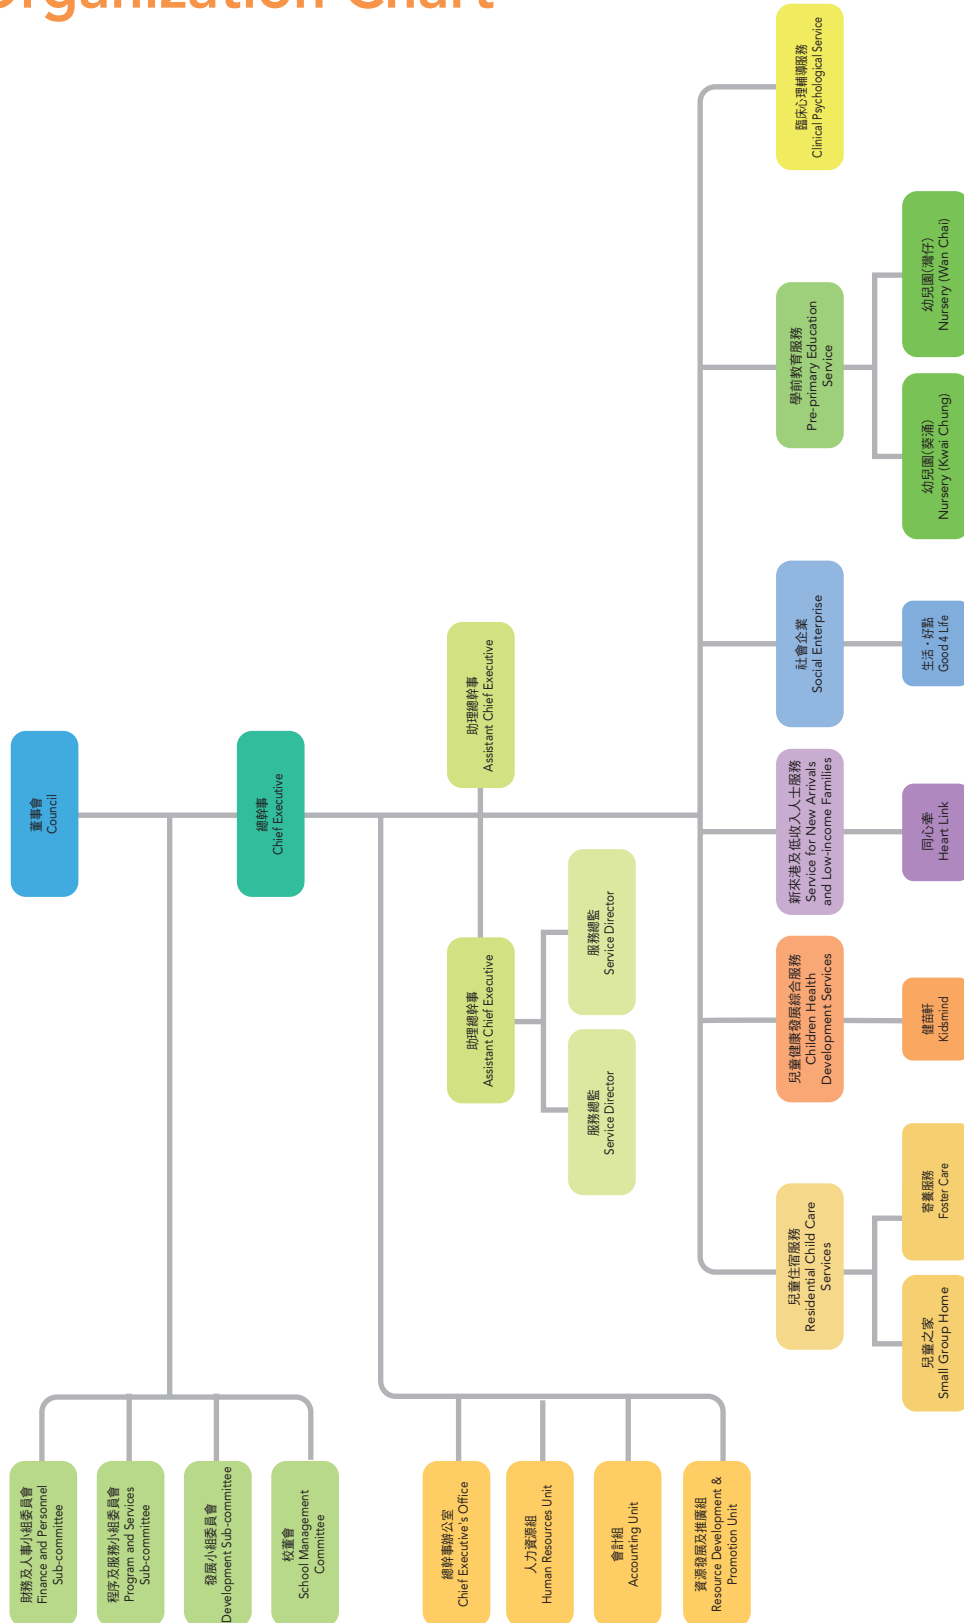 Organization Chart
董事會
Council
財務及人事小組委員會
Finance and Personnel
Sub-committee
程序及服務小組委員會
Program and Services
Sub-committee
發展小組委員會
Development Sub-committee
校董會
School Management
Committee
總幹事
Chief Executive
總幹事辦公室
Chief Executive's Office
人力資源組
Human Resources Unit
會計組
Accounting Unit
資源發展及推廣組
Resource Development &
Promotion Unit
助理總幹事
Assistant Chief Executive
助理總幹事
Assistant Chief Executive
服務總監
Service Director
服務總監
Service Director
兒童住宿服務
Residential Child Care
Services
兒童之家
Small Group Home
寄養服務
Foster Care
兒童健康發展綜合服務
Children Health
Development Services
健苗軒
Kidsmind
新來港及低收入人士服務
Service for New Arrivals
and Low-income Families
同心牽
Heart Link
社會企業
Social Enterprise
生活・好點
Good 4 Life
學前教育服務
Pre-primary Education
Service
幼兒園(葵涌)
Nursery (Kwai Chung)
幼兒園(灣仔)
Nursery (Wan Chai)
臨床心理輔導服務
Clinical Psychological Service